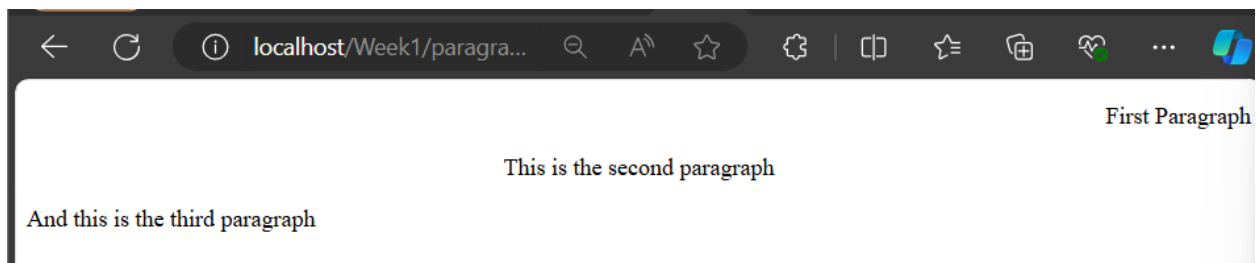 localhost/Week1/paragra...
First Paragraph
This is the second paragraph
And this is the third paragraph